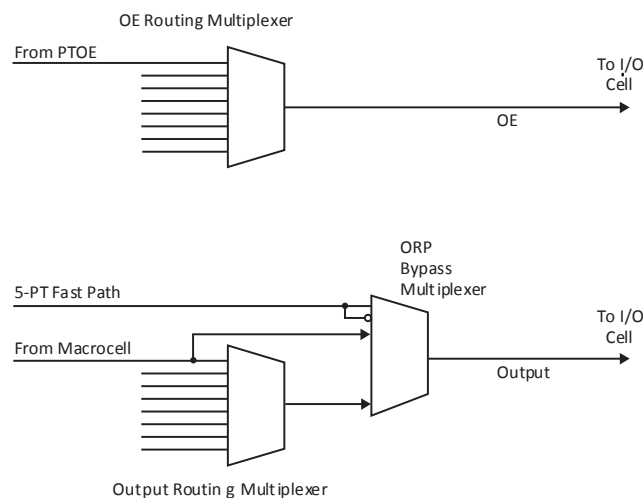 OE Routing Multiplexer
From PTOE
To I/O
Cell
OE
ORP
Bypass
Multiplexer
5-PT Fast Path
To I/O
Cell
From Macrocell
Output
Output Routin g Multiplexer